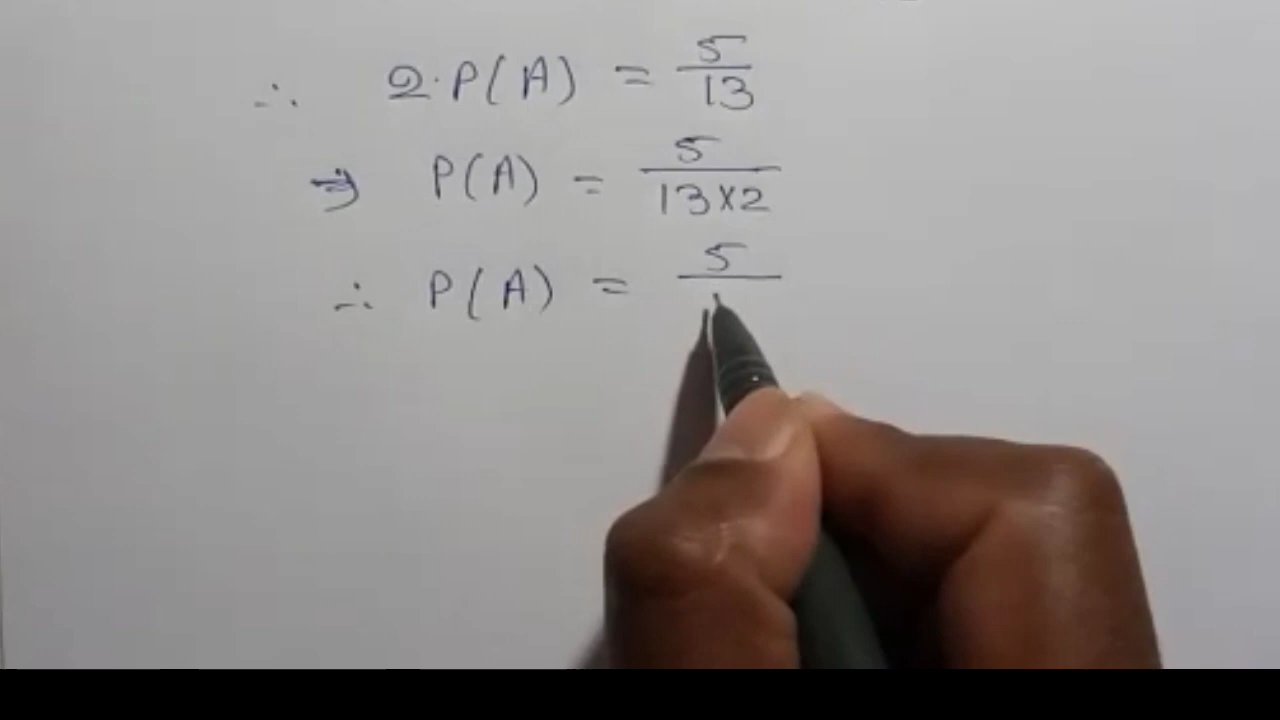 ∴ 2·P(A) = 5/13
⇒ P(A) = 5/13×2
∴ P(A) = 5/